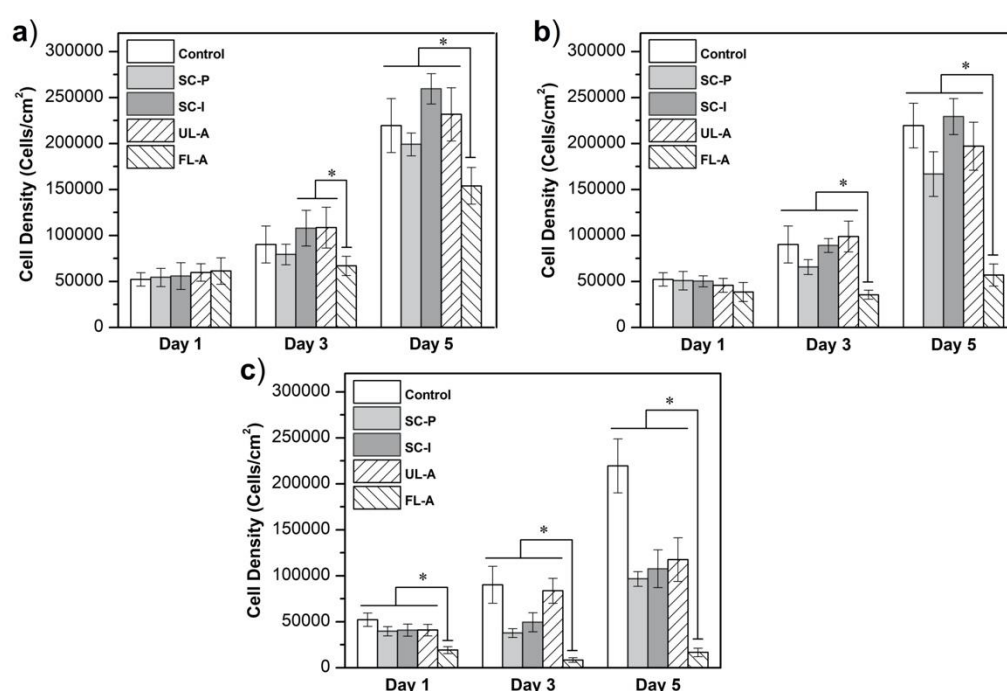 a)
300000
250000
200000
150000
100000
50000
0
Cell Density (Cells/cm²)
Control
SC-P
SC-I
UL-A
FL-A
*
*
Day 1
Day 3
Day 5
b)
300000
250000
200000
150000
100000
50000
0
Cell Density (Cells/cm²)
Control
SC-P
SC-I
UL-A
FL-A
*
*
Day 1
Day 3
Day 5
c)
300000
250000
200000
150000
100000
50000
0
Cell Density (Cells/cm²)
Control
SC-P
SC-I
UL-A
FL-A
*
*
*
Day 1
Day 3
Day 5